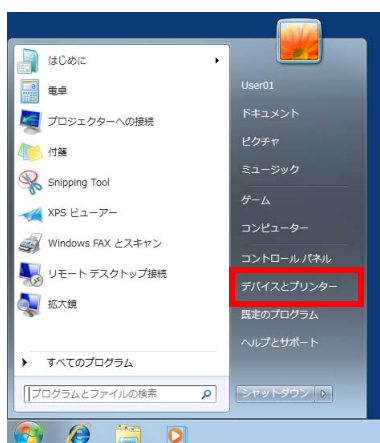 はじめに
電卓
プロジェクターへの接続
付箋
Snipping Tool
XPS ビューアー
Windows FAX とスキャン
リモート デスクトップ接続
拡大鏡
すべてのプログラム
プログラムとファイルの検索
User01
ドキュメント
ピクチャ
ミュージック
ゲーム
コンピューター
コントロール パネル
デバイスとプリンター
既定のプログラム
ヘルプとサポート
シャットダウン